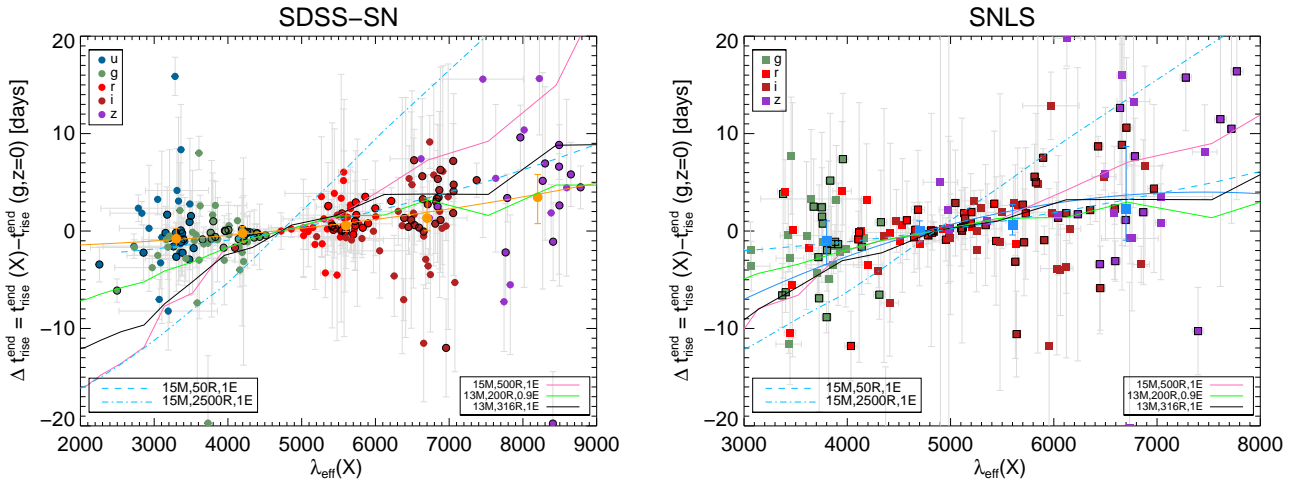 SDSS−SN
Δ t_rise^end = t_rise^end (X)−t_rise^end (g,z=0) [days]
20
10
0
−10
−20
u
g
r
i
z
15M,50R,1E
15M,2500R,1E
15M,500R,1E
13M,200R,0.9E
13M,316R,1E
2000 3000 4000 5000 6000 7000 8000 9000
λ_eff(X)
SNLS
Δ t_rise^end = t_rise^end (X)−t_rise^end (g,z=0) [days]
20
10
0
−10
−20
g
r
i
z
15M,50R,1E
15M,2500R,1E
15M,500R,1E
13M,200R,0.9E
13M,316R,1E
3000 4000 5000 6000 7000 8000
λ_eff(X)